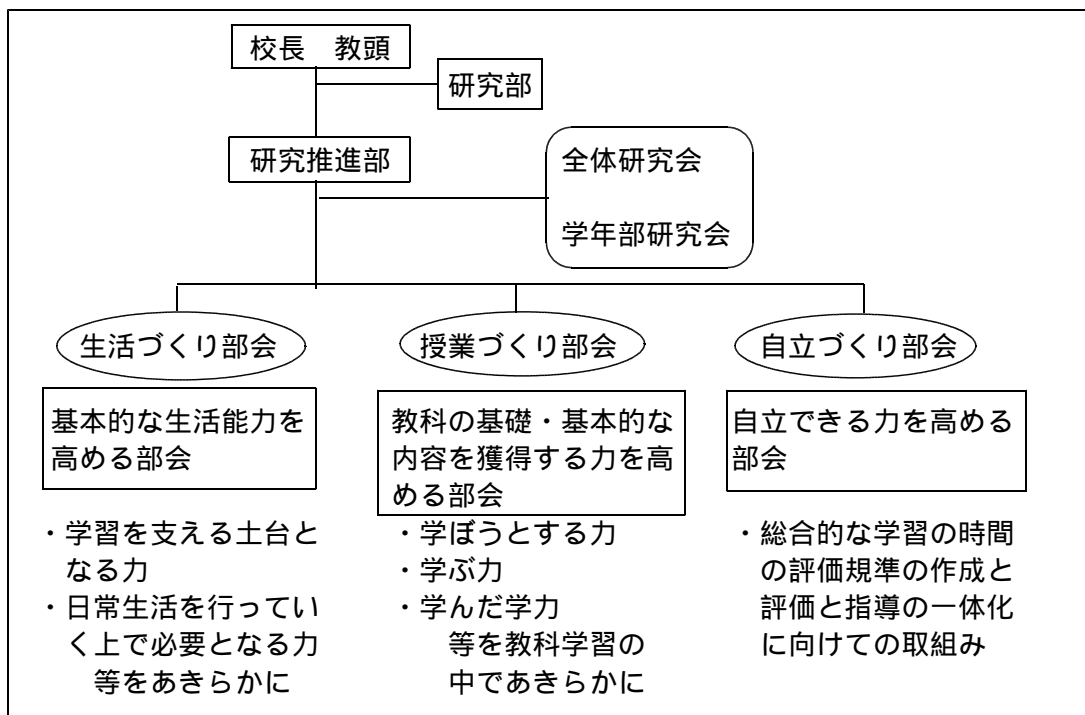 校長　教頭
研究部
研究推進部
全体研究会
学年部研究会
生活づくり部会
授業づくり部会
自立づくり部会
基本的な生活能力を
高める部会
教科の基礎・基本的な
内容を獲得する力を高
める部会
自立できる力を高める
部会
・学習を支える土台と
なる力
・日常生活を行ってい
く上で必要となる力
等をあきらかに
・学ぼうとする力
・学ぶ力
・学んだ学力
等を教科学習の
中であきらかに
・総合的な学習の時間
の評価規準の作成と
評価と指導の一体化
に向けての取組み